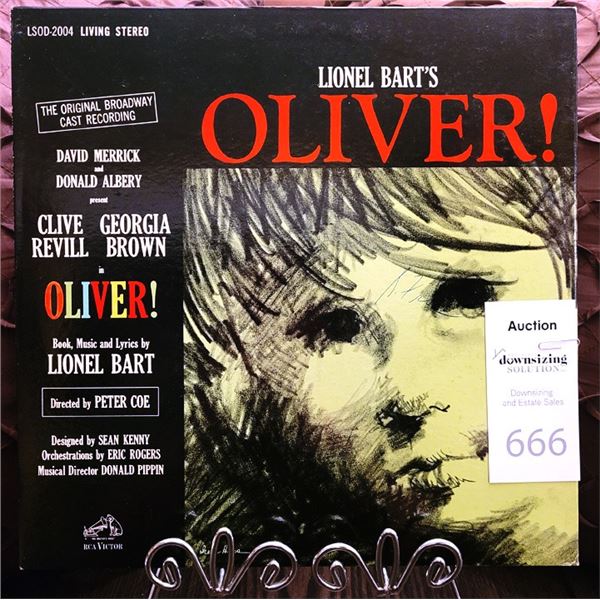 LSOD-2004 LIVING STEREO
THE ORIGINAL BROADWAY
CAST RECORDING
DAVID MERRICK
and
DONALD ALBERY
present
CLIVE GEORGIA
REVILL BROWN
in
OLIVER!
Book, Music and Lyrics by
LIONEL BART
Directed by PETER COE
Designed by SEAN KENNY
Orchestrations by ERIC ROGERS
Musical Director DONALD PIPPIN
RCA VICTOR
LIONEL BART'S
OLIVER!
Auction
downsizing
SOLUTION
Downsizing
and Estate Sales
666